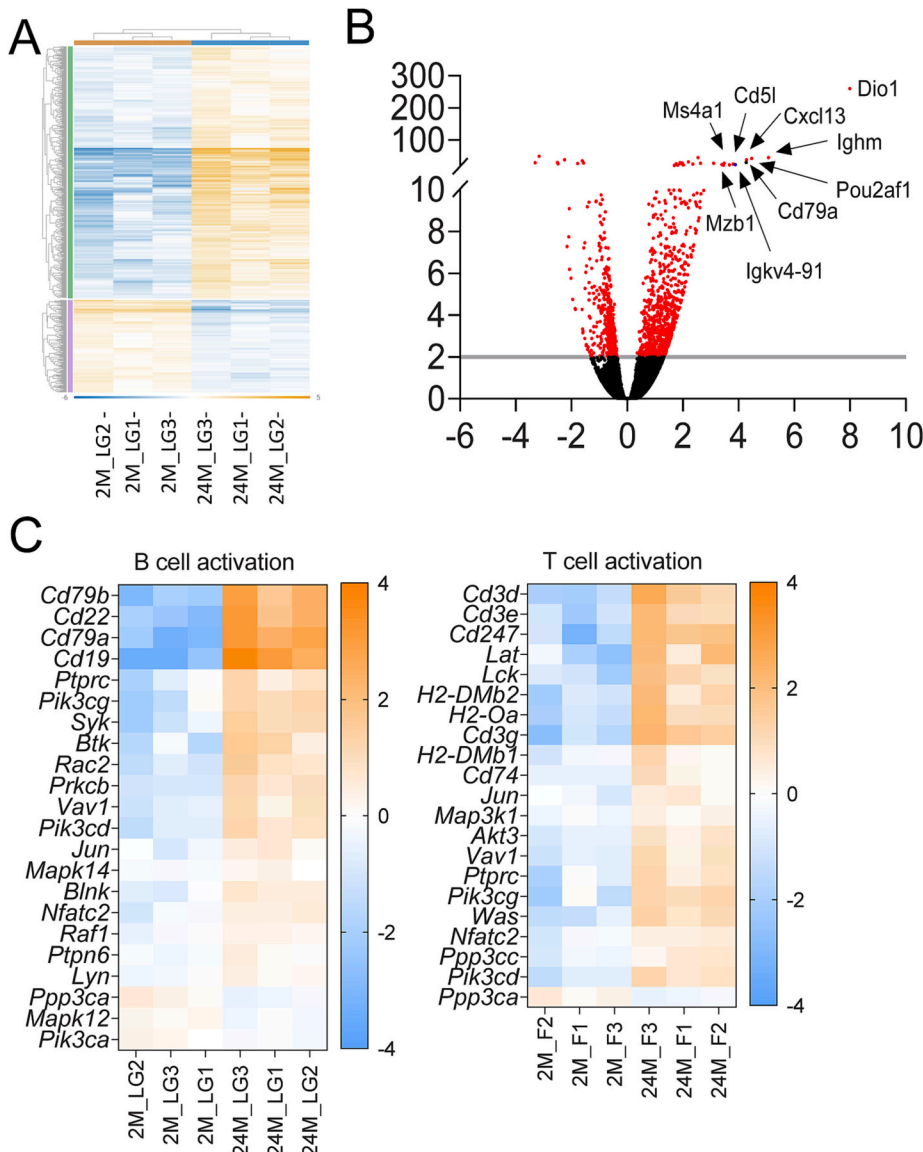 A
-6
5
2M_LG2-
2M_LG1-
2M_LG3-
24M_LG3-
24M_LG1-
24M_LG2-
B
300
200
100
10
8
6
4
2
0
-6
-4
-2
0
2
4
6
8
10
Dio1
Ms4a1
Cd5l
Cxcl13
Ighm
Pou2af1
Cd79a
Mzb1
Igkv4-91
C
B cell activation
Cd79b
Cd22
Cd79a
Cd19
Ptprc
Pik3cg
Syk
Btk
Rac2
Prkcb
Vav1
Pik3cd
Jun
Mapk14
Blnk
Nfatc2
Raf1
Ptpn6
Lyn
Ppp3ca
Mapk12
Pik3ca
2M_LG2
2M_LG3
2M_LG1
24M_LG3
24M_LG1
24M_LG2
4
2
0
-2
-4
T cell activation
Cd3d
Cd3e
Cd247
Lat
Lck
H2-DMb2
H2-Oa
Cd3g
H2-DMb1
Cd74
Jun
Map3k1
Akt3
Vav1
Ptprc
Pik3cg
Was
Nfatc2
Ppp3cc
Pik3cd
Ppp3ca
2M_F2
2M_F1
2M_F3
24M_F3
24M_F1
24M_F2
4
2
0
-2
-4